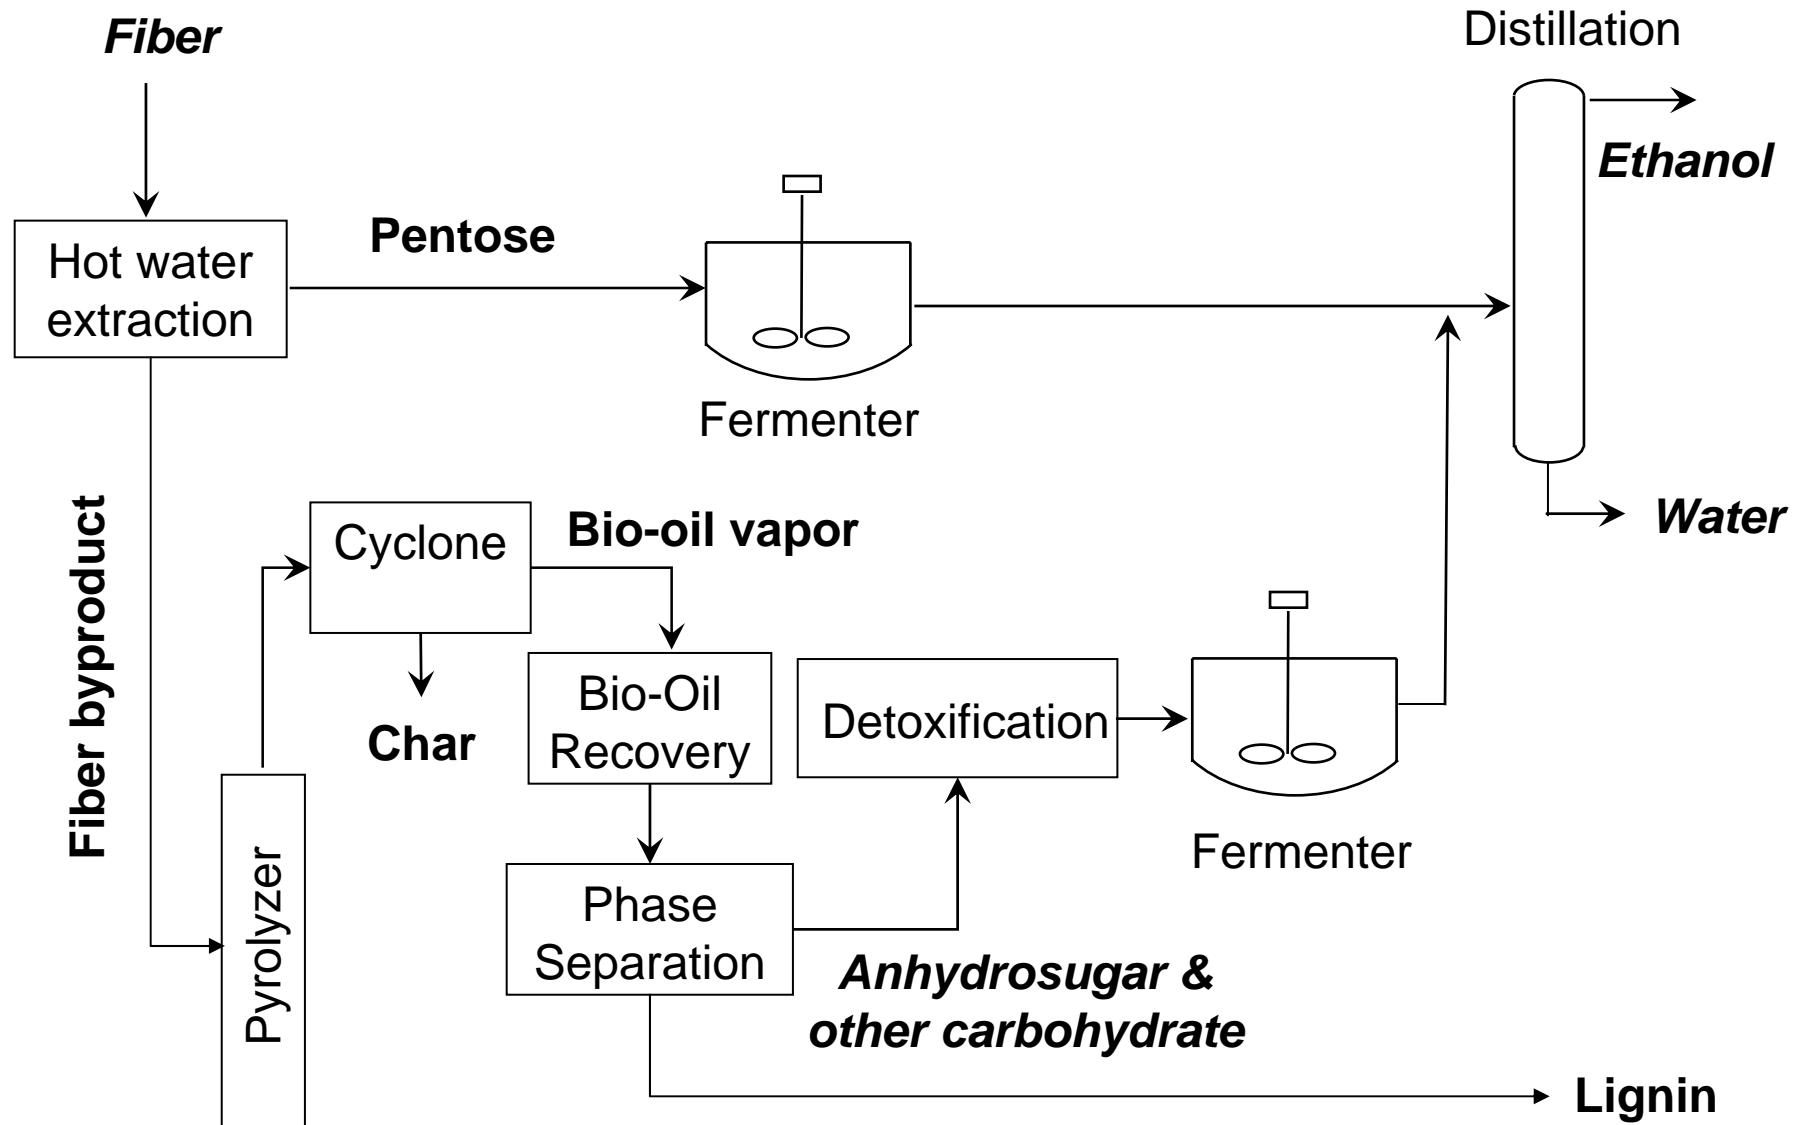 Fiber
Distillation
Ethanol
Hot water
extraction
Pentose
Fermenter
Water
Fiber byproduct
Cyclone
Bio-oil vapor
Char
Bio-Oil
Recovery
Detoxification
Fermenter
Pyrolyzer
Phase
Separation
Anhydrosugar &
other carbohydrate
Lignin